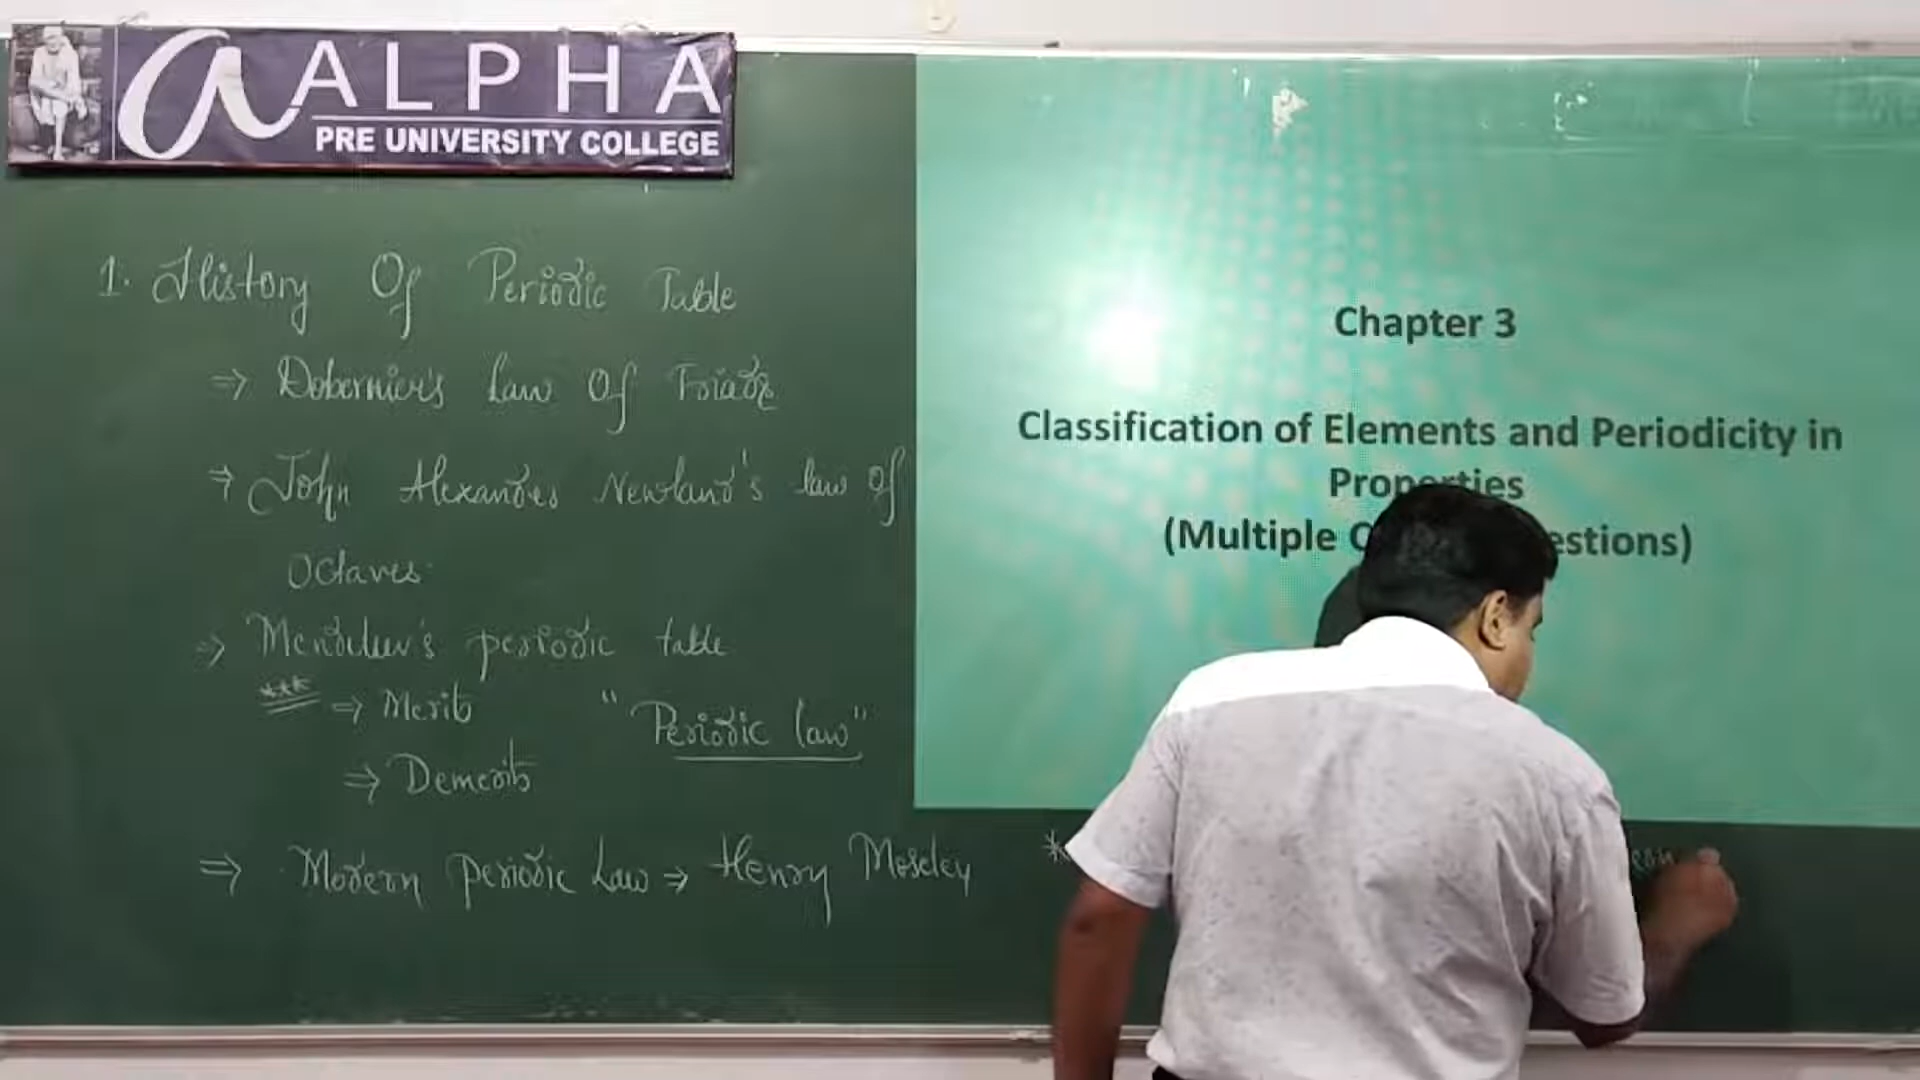 a ALPHA
PRE UNIVERSITY COLLEGE
1. History Of Periodic Table
⇒ Dobernier's Law Of Triads
⇒ John Alexander Newland's law Of
Octaves.
⇒ Mendeleev's periodic table
*** ⇒ Merits "Periodic law"
⇒ Demerits
⇒ Modern periodic Law ⇒ Henry Moseley *
Chapter 3
Classification of Elements and Periodicity in
Properties
(Multiple estions)